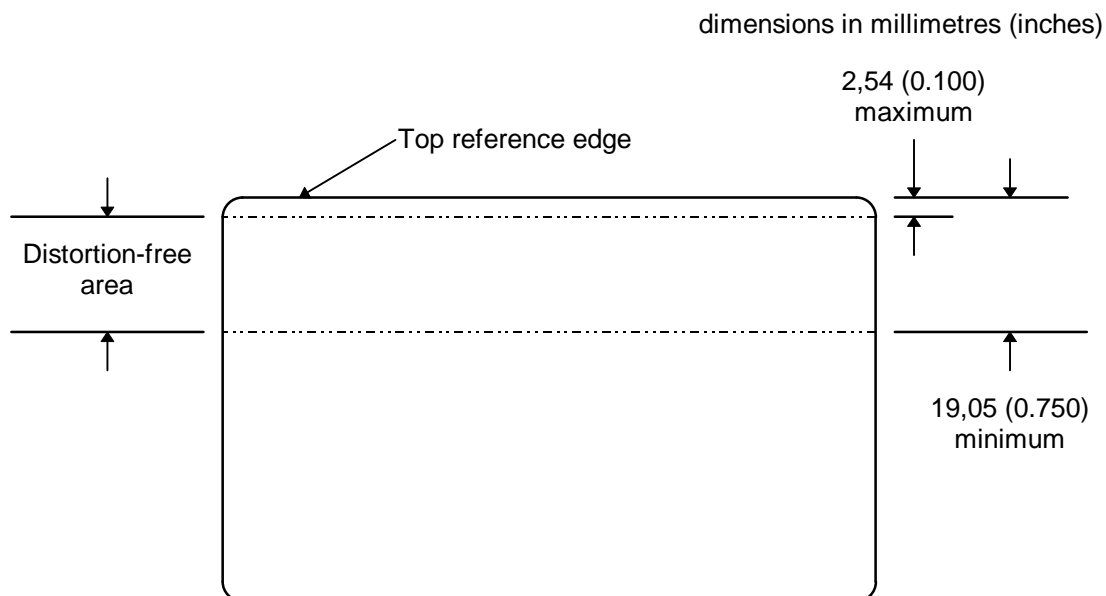 dimensions in millimetres (inches)
2,54 (0.100)
maximum
Top reference edge
Distortion-free
area
19,05 (0.750)
minimum